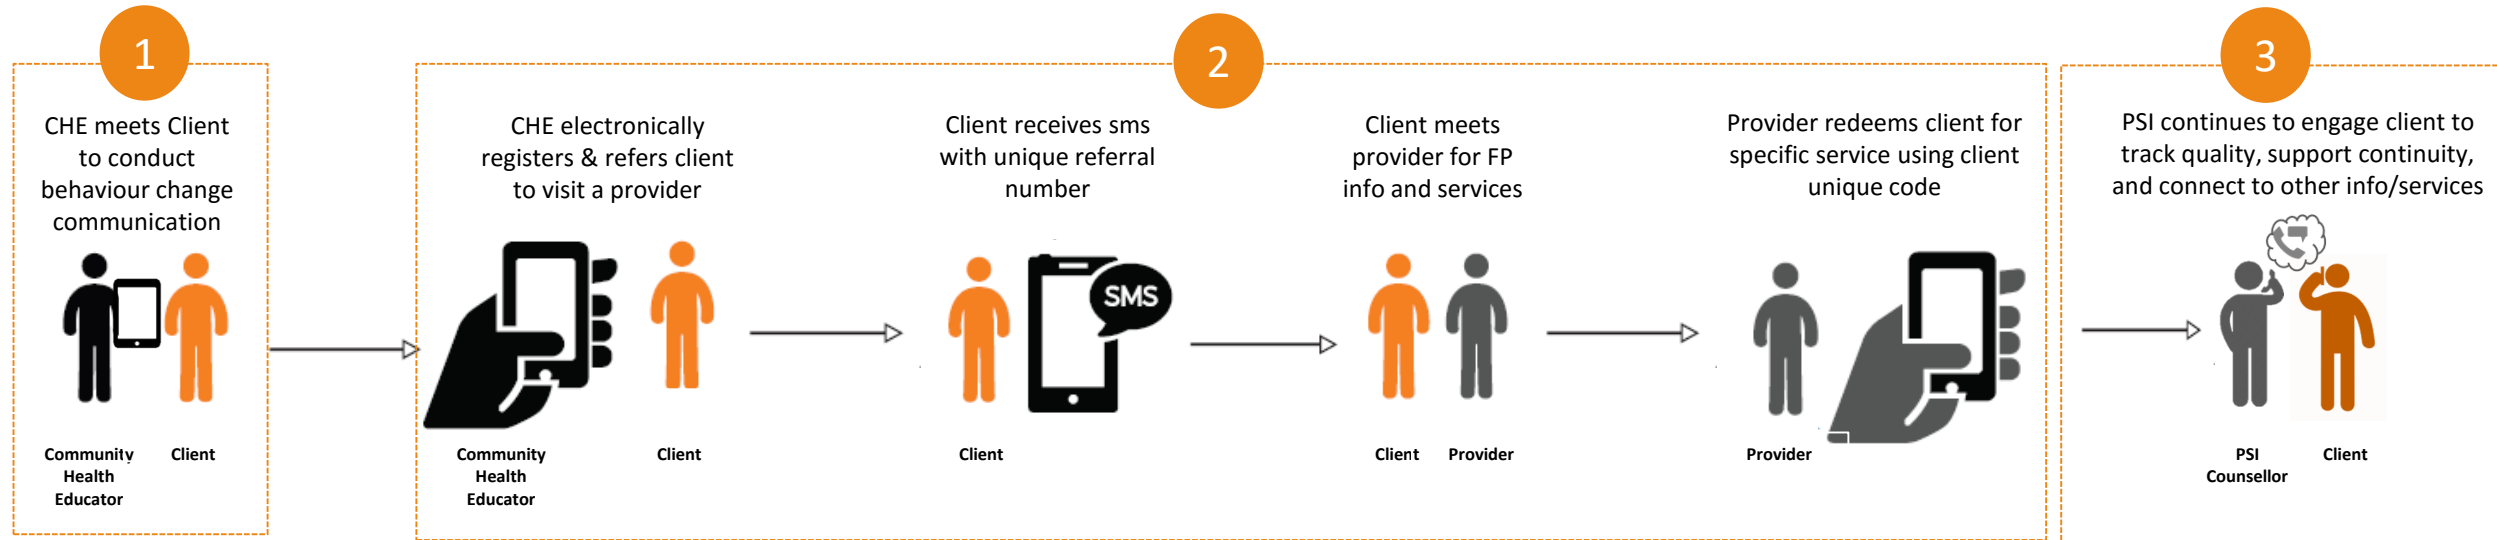 1
CHE meets Client
to conduct
behaviour change
communication
Community
Health
Educator
Client
2
CHE electronically
registers & refers client
to visit a provider
Community
Health
Educator
Client
Client receives sms
with unique referral
number
SMS
Client
Client meets
provider for FP
info and services
Client
Provider
Provider redeems client for
specific service using client
unique code
Provider
3
PSI continues to engage client to
track quality, support continuity,
and connect to other info/services
PSI
Counsellor
Client